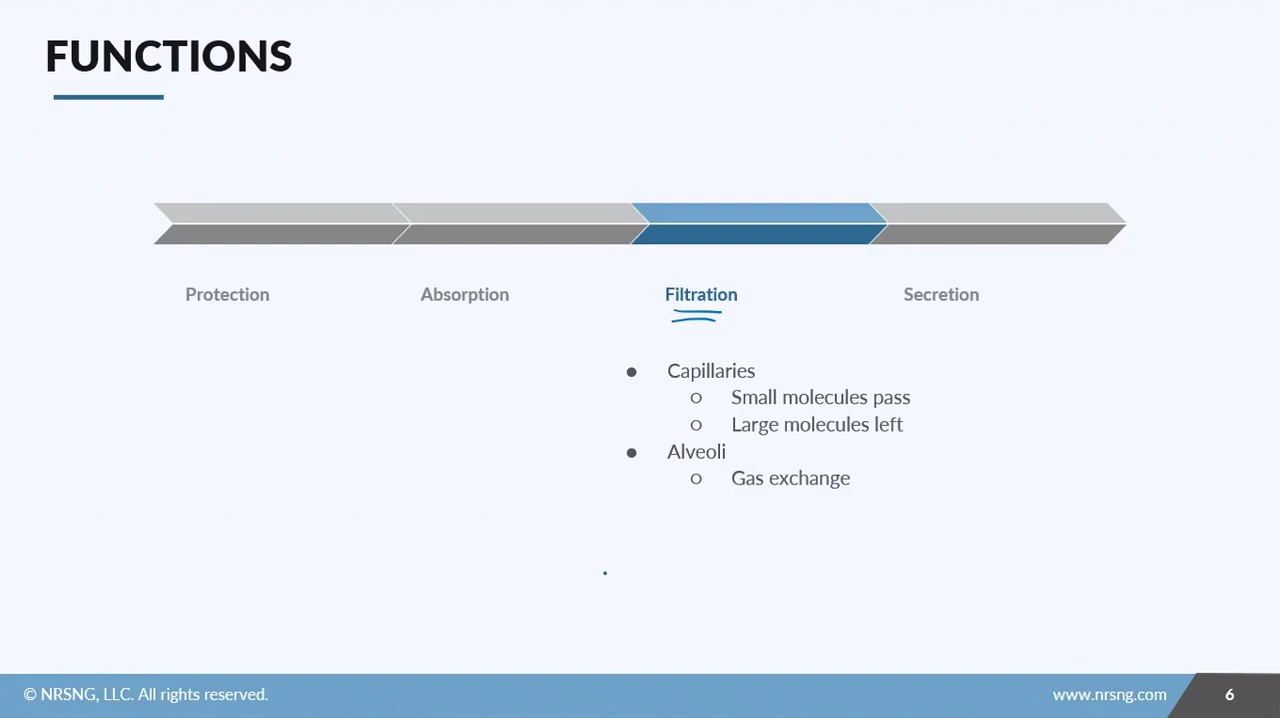 FUNCTIONS
Protection
Absorption
Filtration
Secretion
● Capillaries
○ Small molecules pass
○ Large molecules left
● Alveoli
○ Gas exchange
© NRSNG, LLC. All rights reserved.
www.nrsng.com
6